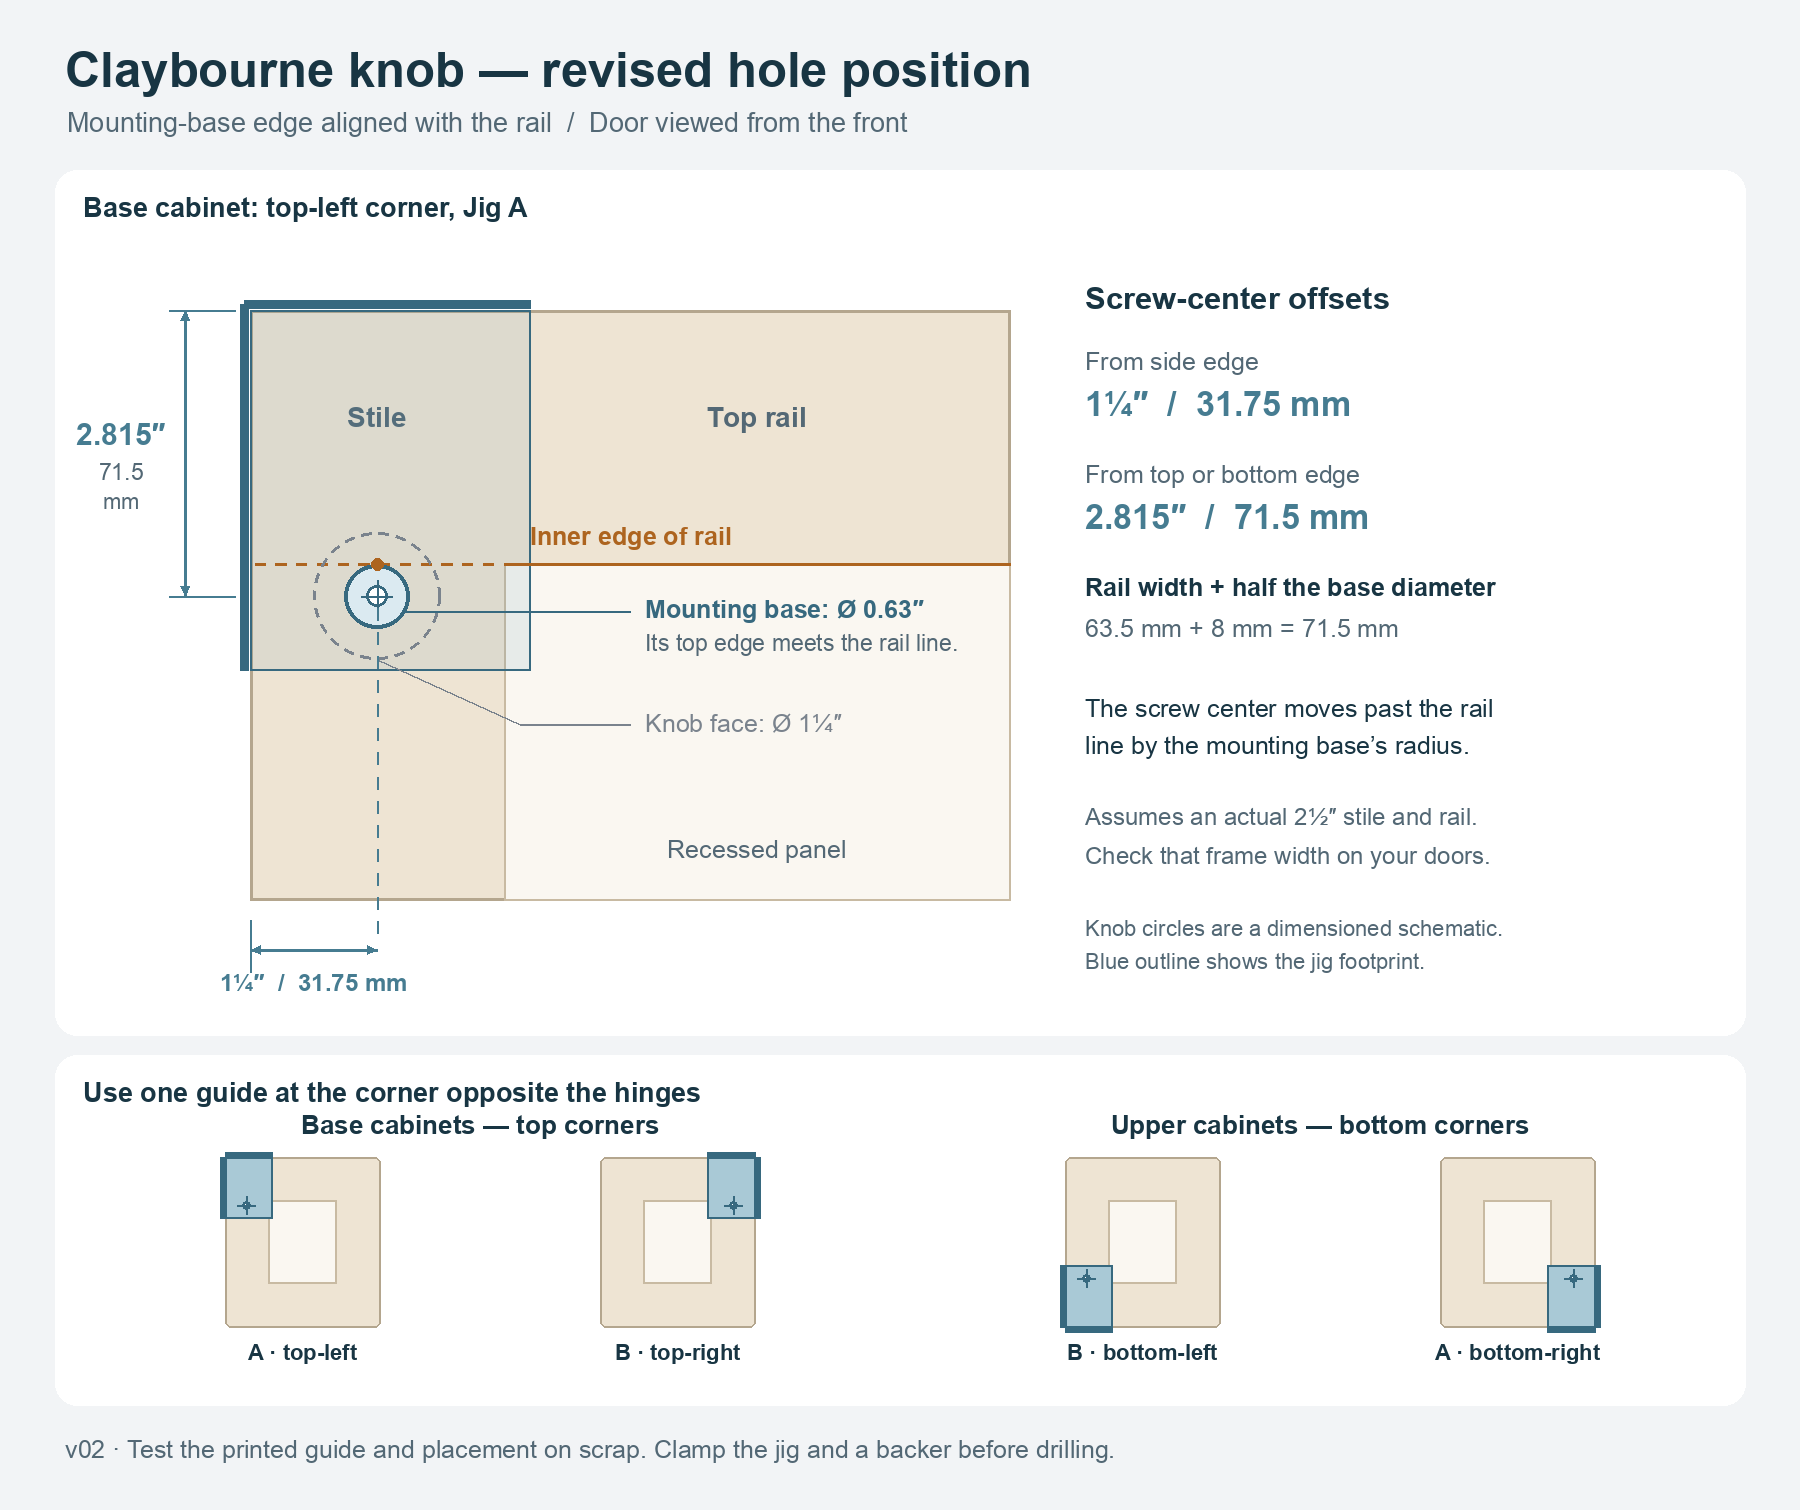 Claybourne knob — revised hole position
Mounting-base edge aligned with the rail / Door viewed from the front
Base cabinet: top-left corner, Jig A
Stile
Top rail
2.815″
71.5
mm
Inner edge of rail
Mounting base: Ø 0.63″
Its top edge meets the rail line.
Knob face: Ø 1¼″
Recessed panel
1¼″ / 31.75 mm
Screw-center offsets
From side edge
1¼″ / 31.75 mm
From top or bottom edge
2.815″ / 71.5 mm
Rail width + half the base diameter
63.5 mm + 8 mm = 71.5 mm
The screw center moves past the rail
line by the mounting base’s radius.
Assumes an actual 2½″ stile and rail.
Check that frame width on your doors.
Knob circles are a dimensioned schematic.
Blue outline shows the jig footprint.
Use one guide at the corner opposite the hinges
Base cabinets — top corners
Upper cabinets — bottom corners
A · top-left
B · top-right
B · bottom-left
A · bottom-right
v02 · Test the printed guide and placement on scrap. Clamp the jig and a backer before drilling.